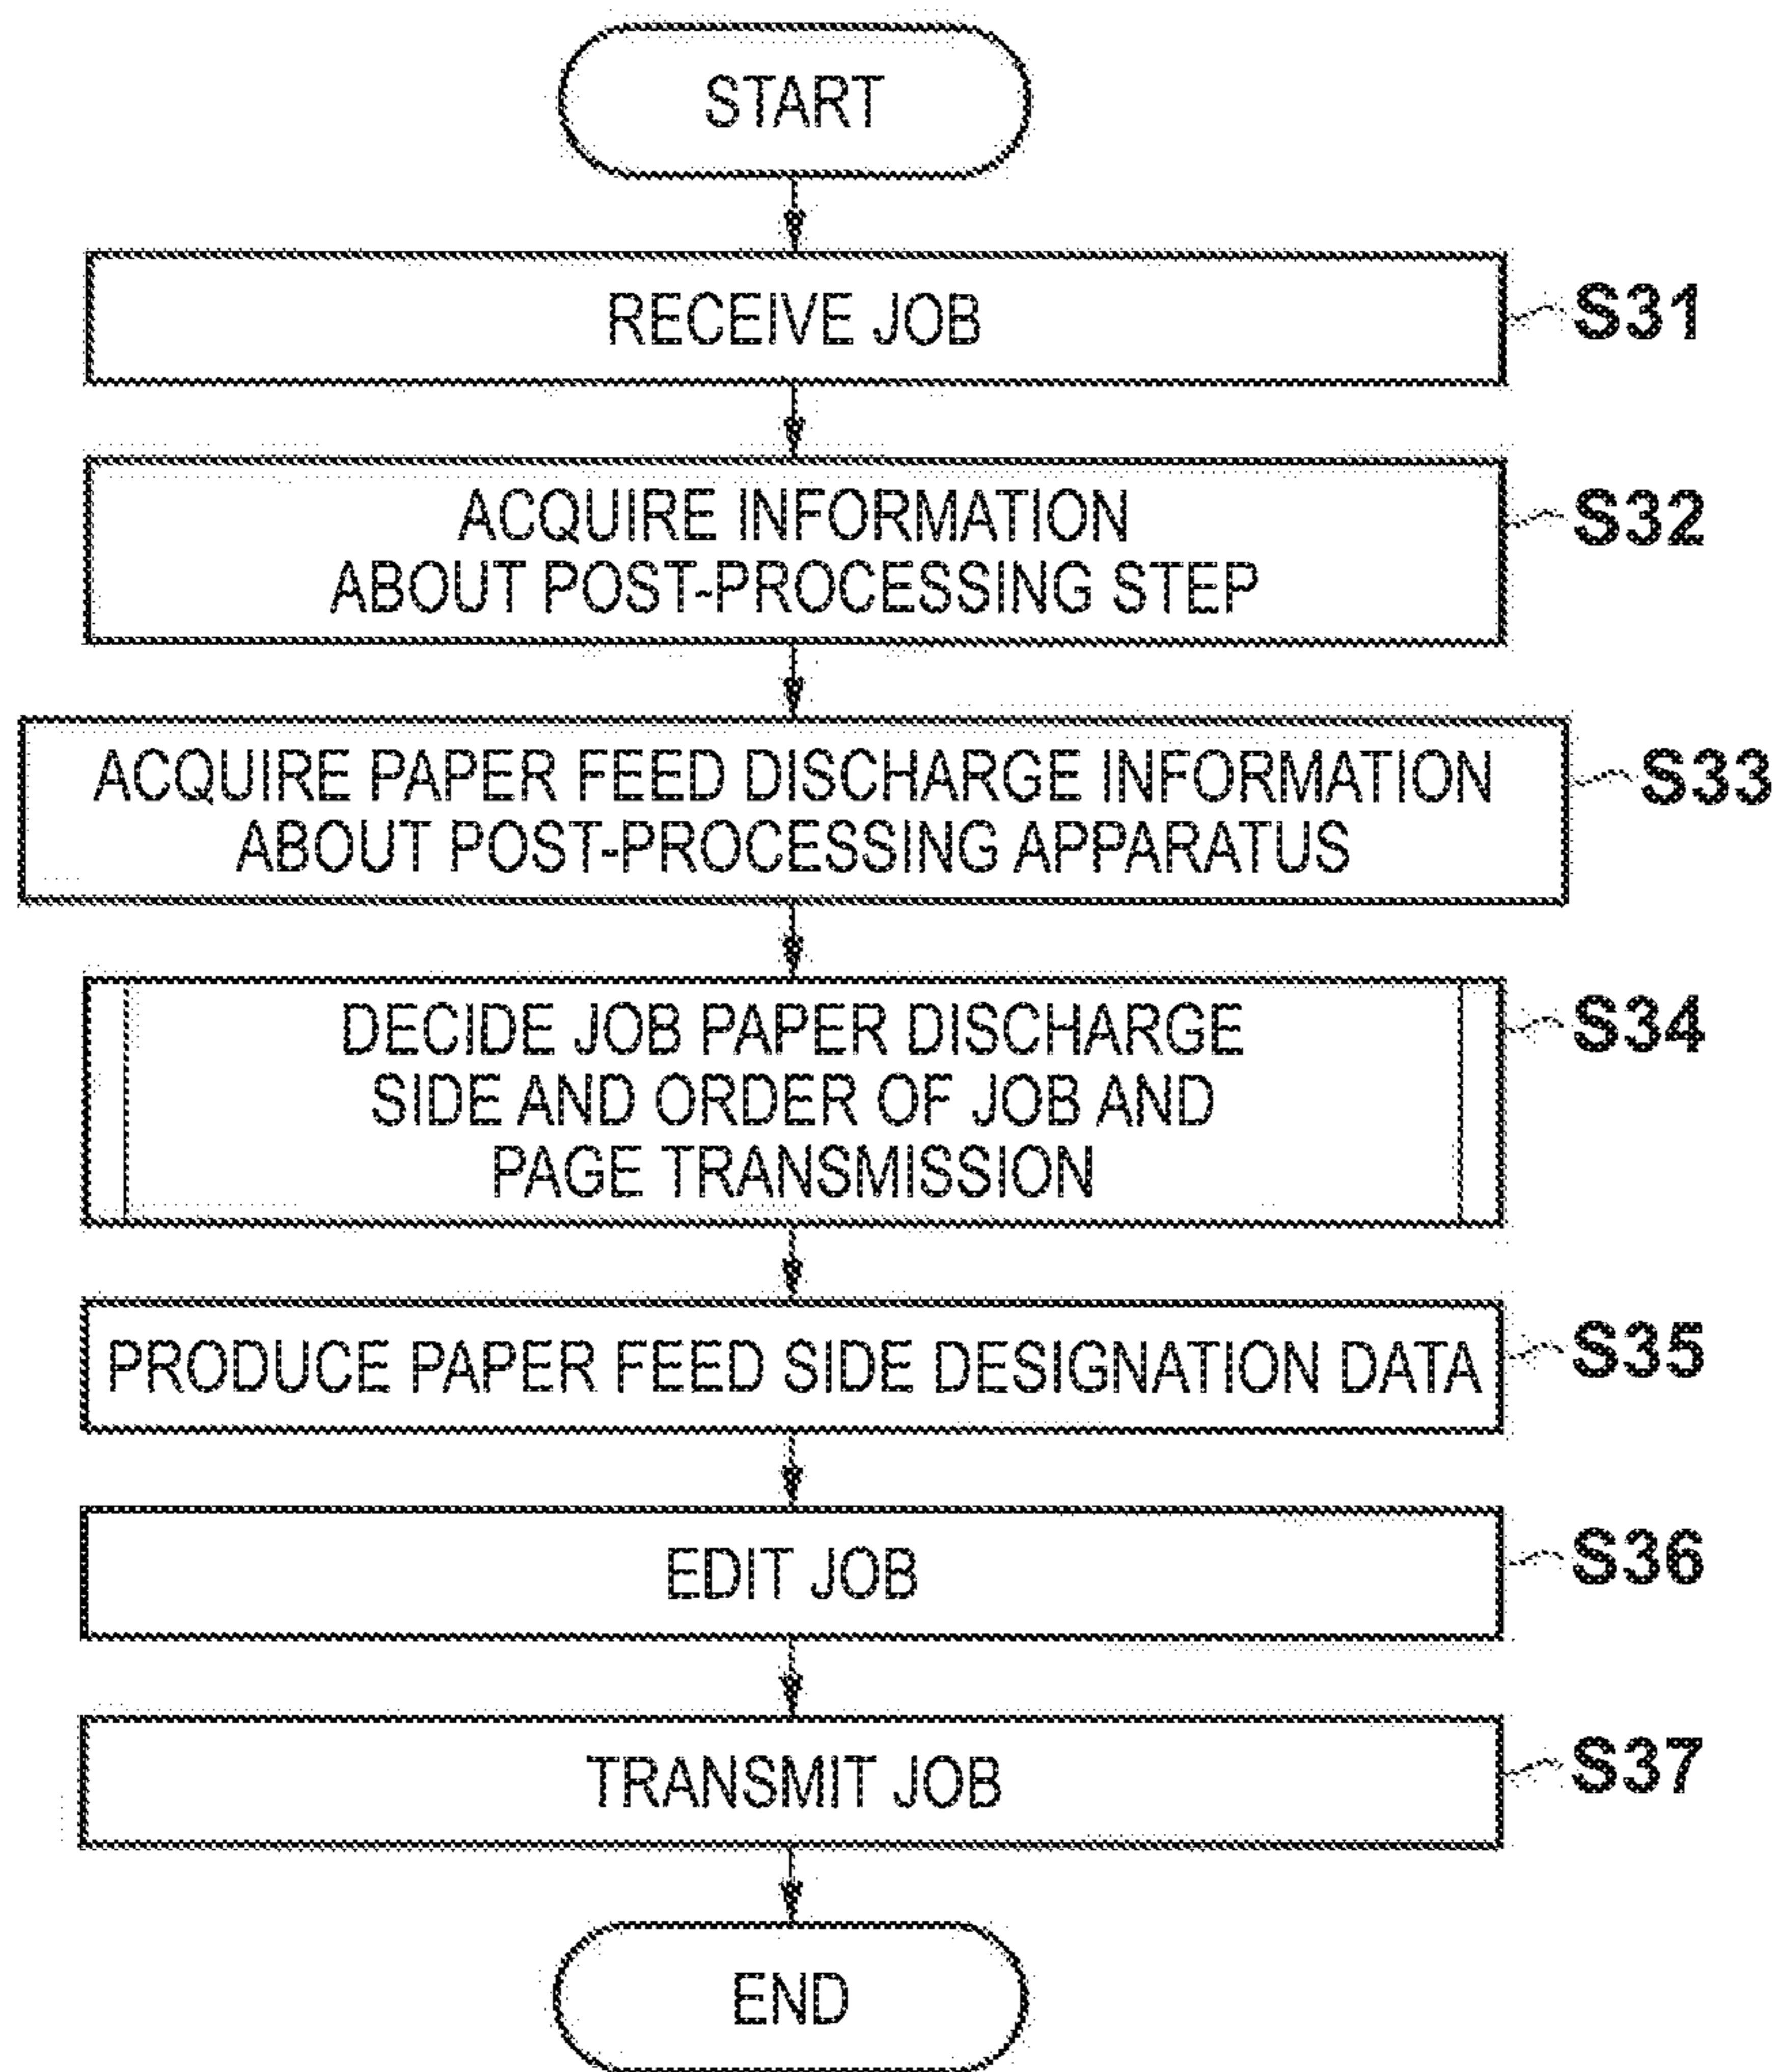 START
RECEIVE JOB
S31
ACQUIRE INFORMATION
ABOUT POST-PROCESSING STEP
S32
ACQUIRE PAPER FEED DISCHARGE INFORMATION
ABOUT POST-PROCESSING APPARATUS
S33
DECIDE JOB PAPER DISCHARGE
SIDE AND ORDER OF JOB AND
PAGE TRANSMISSION
S34
PRODUCE PAPER FEED SIDE DESIGNATION DATA
S35
EDIT JOB
S36
TRANSMIT JOB
S37
END